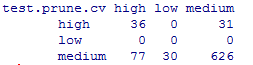 test.prune.cv high low medium
high 36 0 31
low 0 0 0
medium 77 30 626